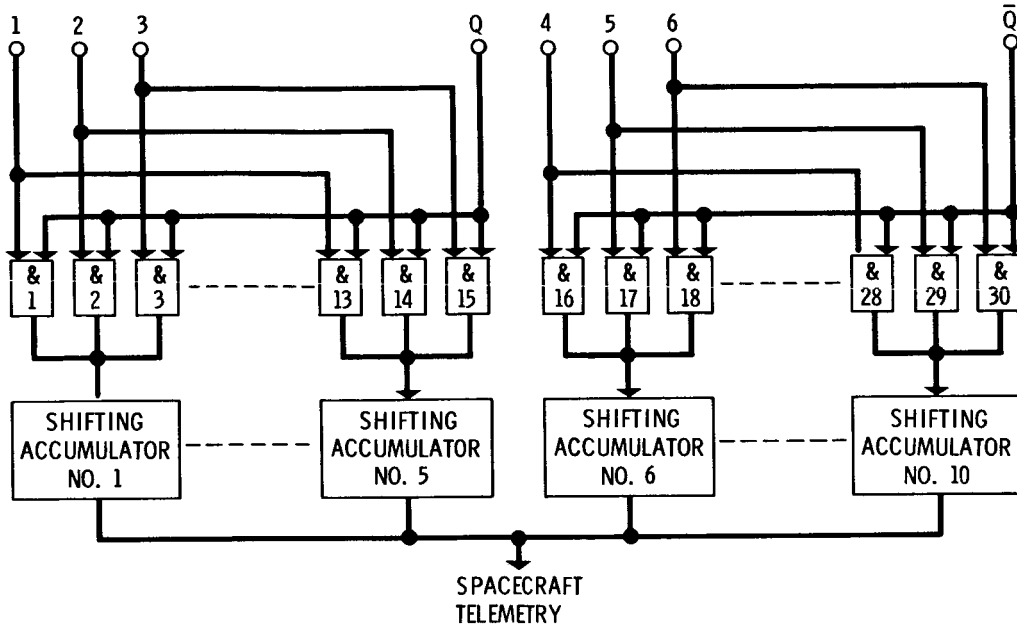 1 2 3 Q 4 5 6 Q̅
& & & & & & & & & & & &
1 2 3 13 14 15 16 17 18 28 29 30
SHIFTING SHIFTING SHIFTING SHIFTING
ACCUMULATOR ACCUMULATOR ACCUMULATOR ACCUMULATOR
NO. 1 NO. 5 NO. 6 NO. 10
SPACECRAFT
TELEMETRY